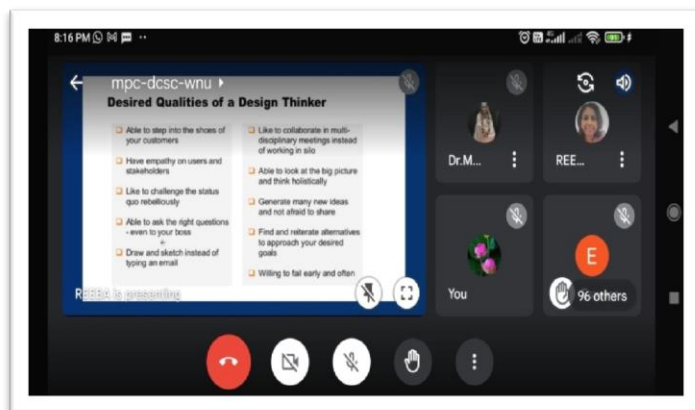 8:16 PM
mpc-dcsc-wnu
Desired Qualities of a Design Thinker
Able to step into the shoes of
your customers
Have empathy on users and
stakeholders
Like to challenge the status
quo rebelliously
Able to ask the right questions
- even to your boss
Draw and sketch instead of
typing an email
Like to collaborate in multi-
disciplinary meetings instead
of working in silo
Able to look at the big picture
and think holistically
Generate many new ideas
and not afraid to share
Find and reiterate alternatives
to approach your desired
goals
Willing to fail early and often
REEBA is presenting
Dr.M...
REE...
You
E
96 others